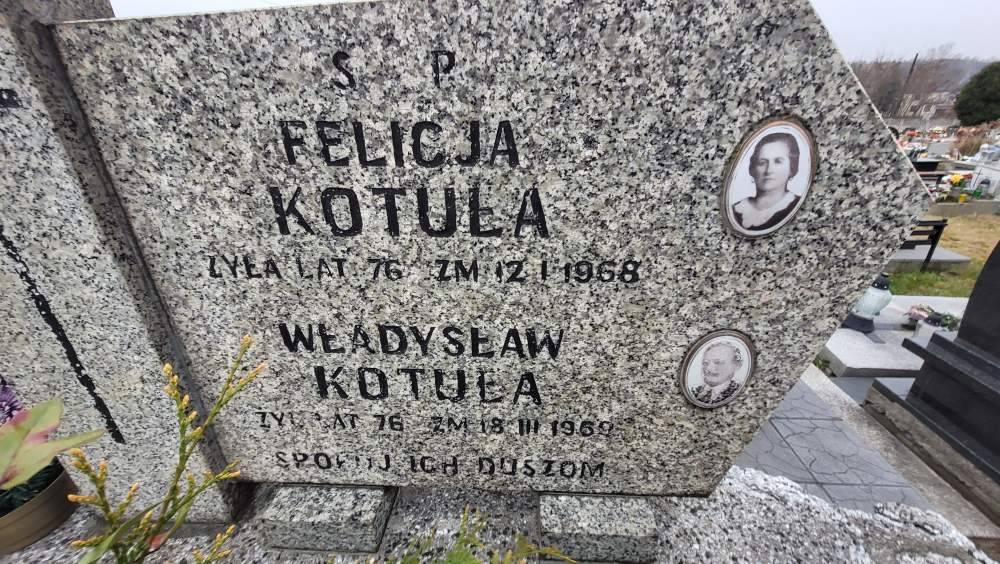 S P
FELICJA
KOTUŁA
ŻYŁA LAT 76 ZM 12 I 1968
WŁADYSŁAW
KOTUŁA
ŻYŁ LAT 76 ZM 18 III 1969
SPOKÓJ ICH DUSZOM